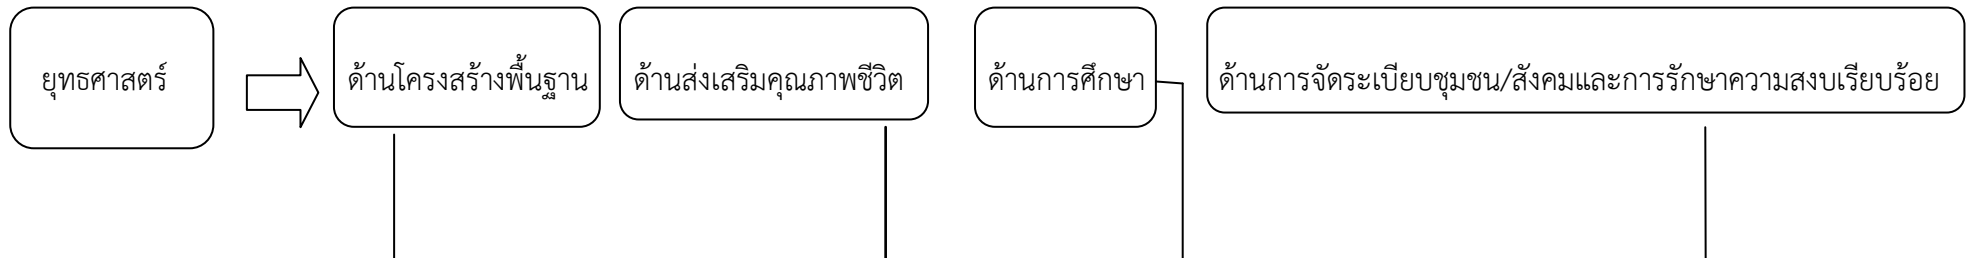 ยุทธศาสตร์
ด้านโครงสร้างพื้นฐาน
ด้านส่งเสริมคุณภาพชีวิต
ด้านการศึกษา
ด้านการจัดระเบียบชุมชน/สังคมและการรักษาความสงบเรียบร้อย